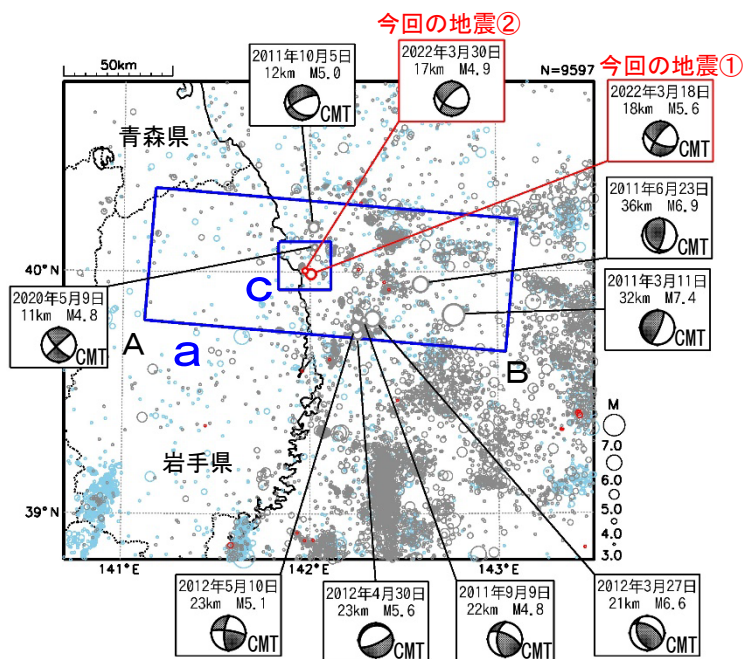 今回の地震②
今回の地震①
50km
N=9597
2011年10月5日
12km M5.0
CMT
2022年3月30日
17km M4.9
2022年3月18日
18km M5.6
CMT
青森県
2011年6月23日
36km M6.9
CMT
40°N
c
2020年5月9日
11km M4.8
CMT
2011年3月11日
32km M7.4
CMT
A
a
B
岩手県
M
7.0
6.0
5.0
4.0
3.0
39°N
141°E
142°E
143°E
2012年5月10日
23km M5.1
CMT
2012年4月30日
23km M5.6
CMT
2011年9月9日
22km M4.8
CMT
2012年3月27日
21km M6.6
CMT